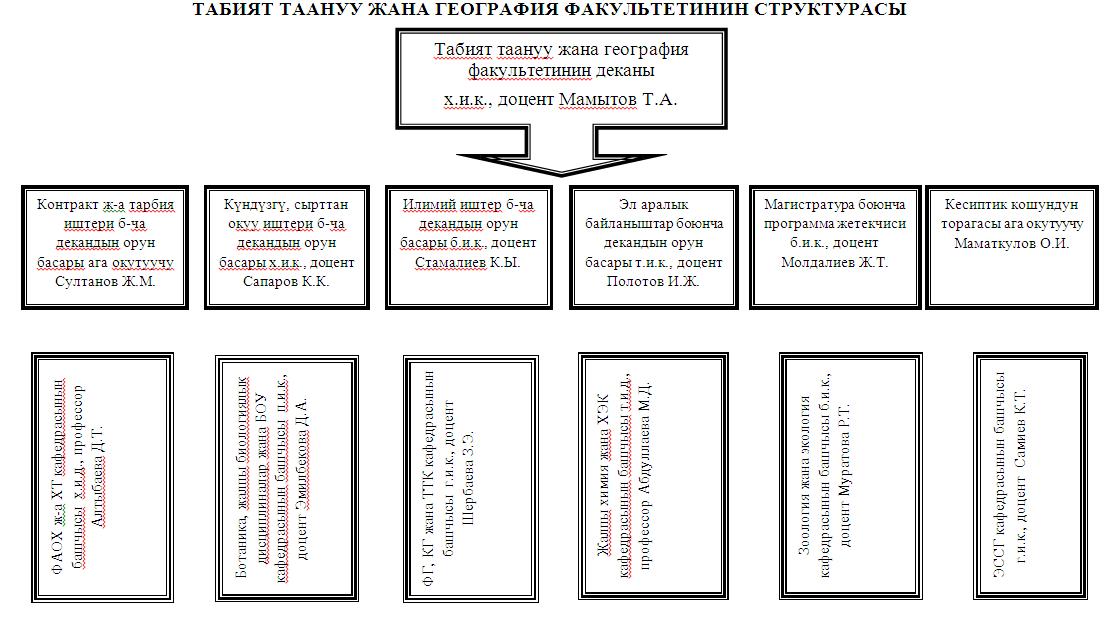 ТАБИЯТ ТААНУУ ЖАНА ГЕОГРАФИЯ ФАКУЛЬТЕТИНИН СТРУКТУРАСЫ
Табият таануу жана география
факультетинин деканы
х.и.к., доцент Мамытов Т.А.
Контракт ж-а тарбия
иштери б-ча
декандын орун
басары ага окутуучу
Султанов Ж.М.
Күндүзгү, сырттан
окуу иштери б-ча
декандын орун
басары х.и.к., доцент
Сапаров К.К.
Илимий иштер б-ча
декандын орун
басары б.и.к., доцент
Стамалиев К.Ы.
Эл аралык
байланыштар боюнча
декандын орун
басары т.и.к., доцент
Полотов И.Ж.
Магистратура боюнча
программа жетекчиси
б.и.к., доцент
Молдалиев Ж.Т.
Кесиптик кошундун
торагасы ага окутуучу
Маматкулов О.И.
ФАОХ ж-а ХТ кафедрасынын
башчысы х.и.д., профессор
Алтыбаева Д.Т.
Ботаника, жалпы биологиялык
дисциплиналар жана БОУ
кафедрасынын башчысы п.и.к.,
доцент Эмилбекова Д.А.
ФГ, КГ жана ТТК кафедрасынын
башчысы г.и.к., доцент
Шербаева З.Э.
Жалпы химия жана ХЭК
кафедрасынын башчысы т.и.д.,
профессор Абдуллаева М.Д.
Зоология жана экология
кафедрасынын башчысы б.и.к.,
доцент Муратова Р.Т.
ЭССГ кафедрасынын башчысы
г.и.к., доцент Самиев К.Т.